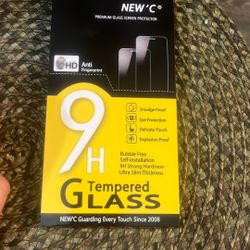 NEW'C®
PREMIUM GLASS SCREEN PROTECTOR
HD
Anti
Fingerprint
9H
Smudge Proof
Eye Protection
Delicate Touch
Explosion Proof
Bubble Free
Self-Installation
9H Strong Hardness
Ultra Slim Thickness
Tempered
GLASS
NEW'C Guarding Every Touch Since 2008